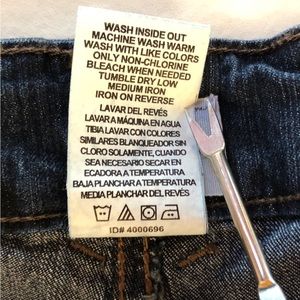 WASH INSIDE OUT
MACHINE WASH WARM
WASH WITH LIKE COLORS
ONLY NON-CHLORINE
BLEACH WHEN NEEDED
TUMBLE DRY LOW
MEDIUM IRON
IRON ON REVERSE
LAVAR DEL REVÉS
LAVAR A MÁQUINA EN AGUA
TIBIA LAVAR CON COLORES
SIMILARES BLANQUEADOR SIN
CLORO SOLAMENTE, CUANDO
SEA NECESARIO SECAR EN
ECADORA A TEMPERATURA
BAJA PLANCHAR A TEMPERATURA
MEDIA PLANCHAR DEL REVÉS
ID# 4000696